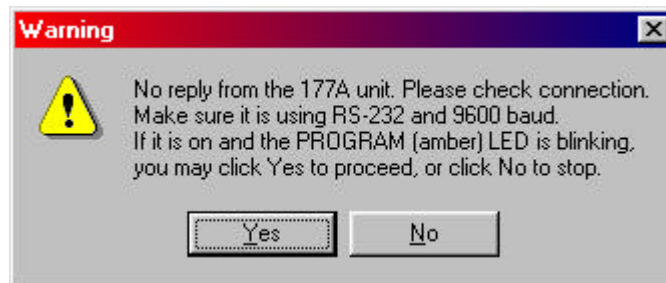 Warning
No reply from the 177A unit. Please check connection.
Make sure it is using RS-232 and 9600 baud.
If it is on and the PROGRAM (amber) LED is blinking,
you may click Yes to proceed, or click No to stop.
Yes No